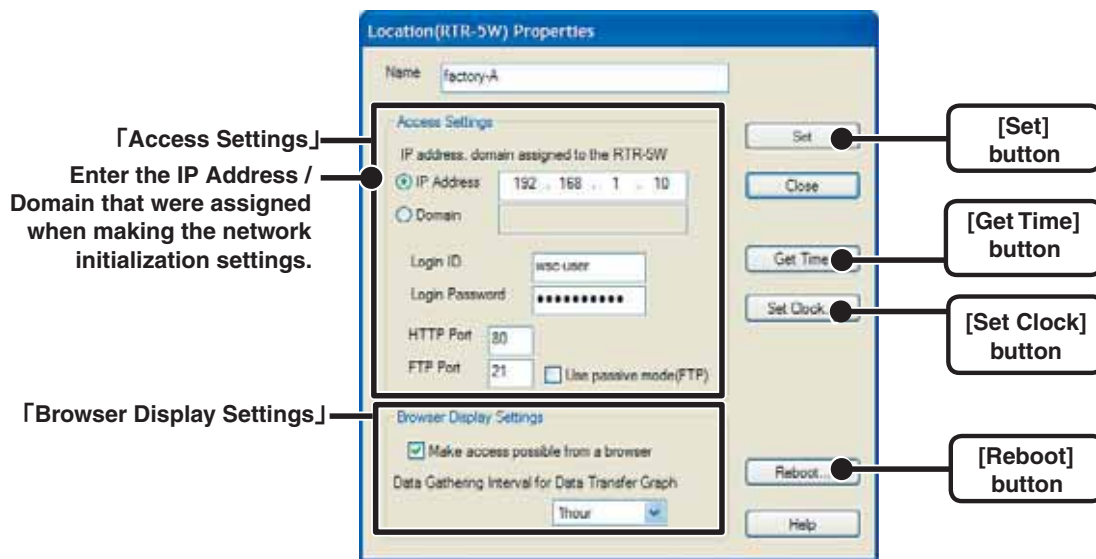 Location(RTR-5W) Properties
Name factory-A
Access Settings
IP address, domain assigned to the RTR-5W
IP Address 192 . 168 . 1 . 10
Domain
Login ID wsc-user
Login Password ●●●●●●●●●●
HTTP Port 80
FTP Port 21 Use passive mode(FTP)
Browser Display Settings
Make access possible from a browser
Data Gathering Interval for Data Transfer Graph
1hour
Set
Close
Get Time
Set Clock...
Reboot...
Help
「Access Settings」
Enter the IP Address /
Domain that were assigned
when making the network
initialization settings.
「Browser Display Settings」
[Set]
button
[Get Time]
button
[Set Clock]
button
[Reboot]
button